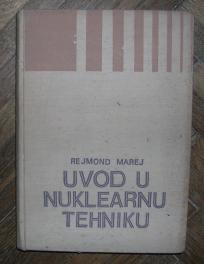 REJMOND MAREJ
UVOD U
NUKLEARNU
TEHNIKU